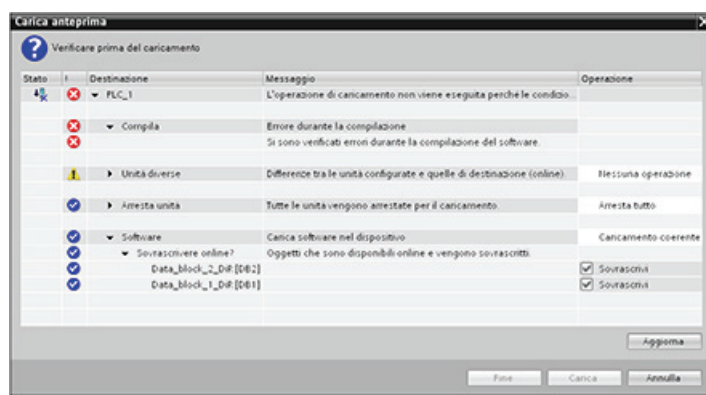 Carica anteprima
Verificare prima del caricamento
Stato ! Destinazione Messaggio Operazione
PLC_1 L'operazione di caricamento non viene eseguita perché le condizio...
Compila Errore durante la compilazione
Si sono verificati errori durante la compilazione del software.
Unità diverse Differenze tra le unità configurate e quelle di destinazione (online). Nessuna operazione
Arresta unità Tutte le unità vengono arrestate per il caricamento. Arresta tutto
Software Carica software nel dispositivo Caricamento coerente
Sovrascrivere online? Oggetti che sono disponibili online e vengono sovrascritti.
Data_block_2_Dif [DB2] Sovrascrivi
Data_block_1_Dif [DB1] Sovrascrivi
Aggiorna
Fine Carica Annulla